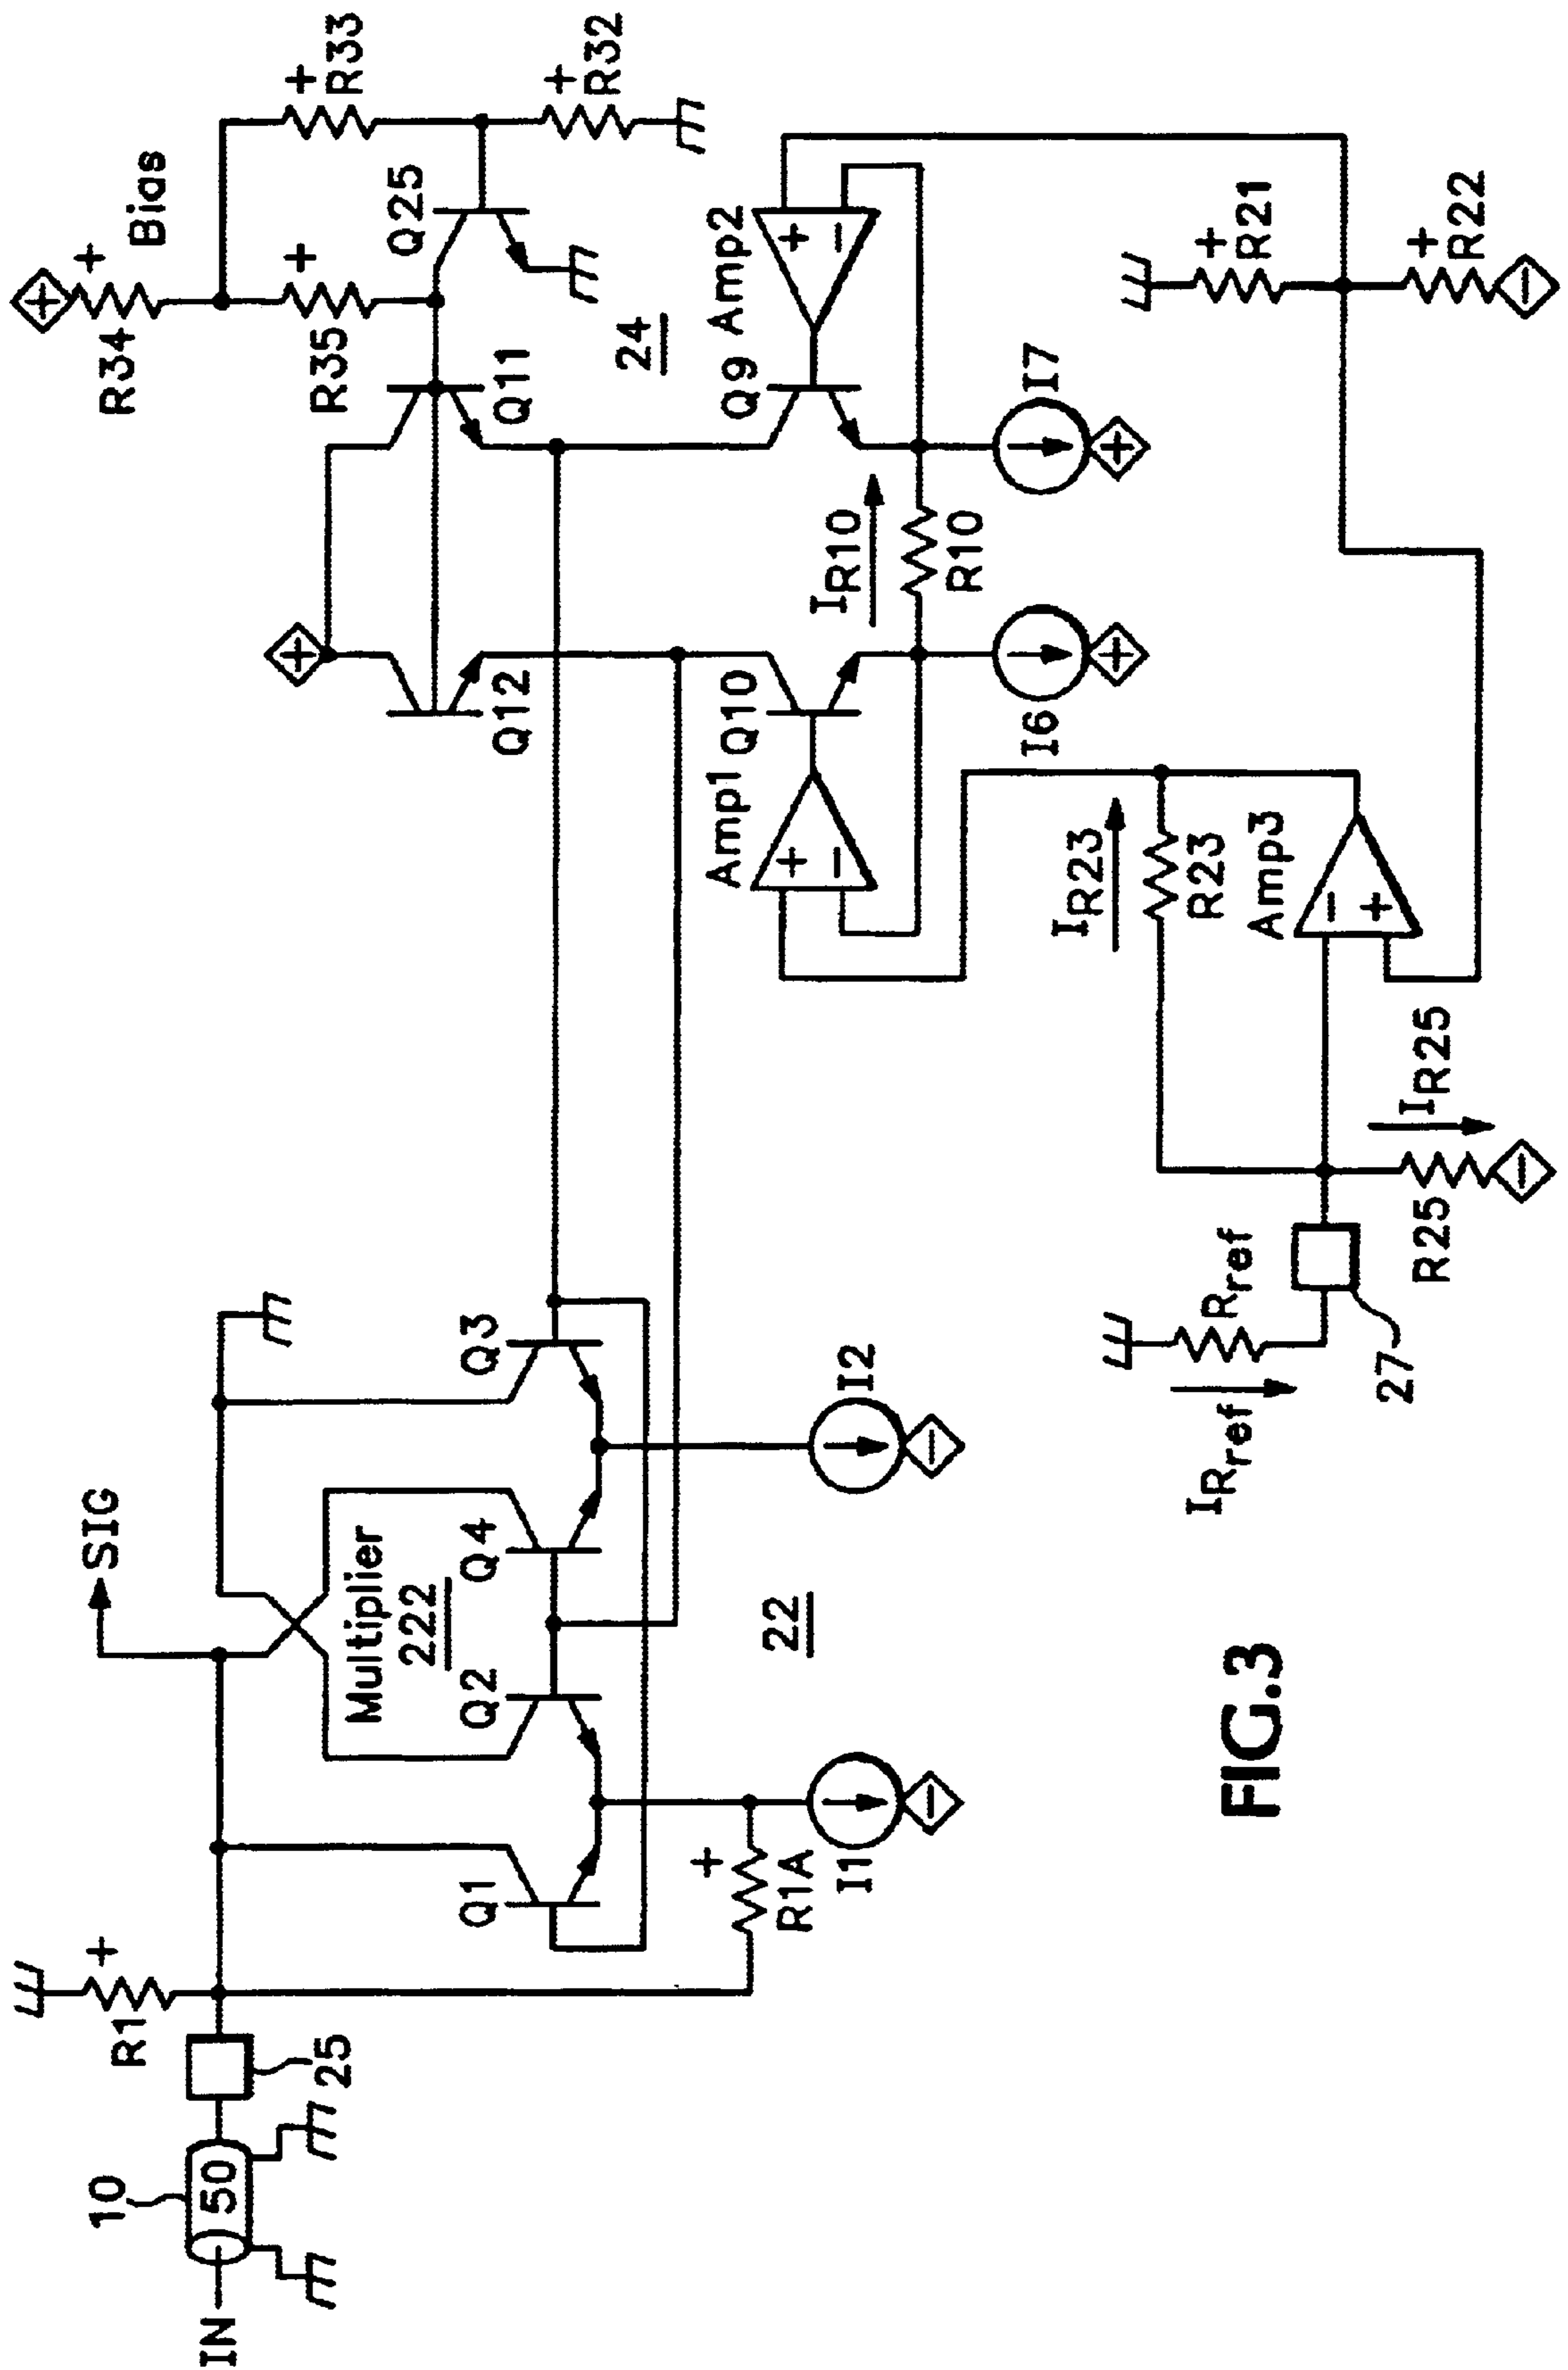 IN
10
50
25
R1
+
SIG
Q1
Q2
Q4
Q3
Multiplier
222
22
+
R1A
I1
I2
-
-
+
R34
+
Bias
+
R33
R35
+
R32
Q25
+
Q12
Q11
24
Amp1
+
-
Q10
Q9
Amp2
+
-
IR10
R10
I6
I7
+
+
IR23
R23
Amp3
-
+
IRref
Rref
27
R25
IR25
-
+
R21
+
R22
-
FIG.3